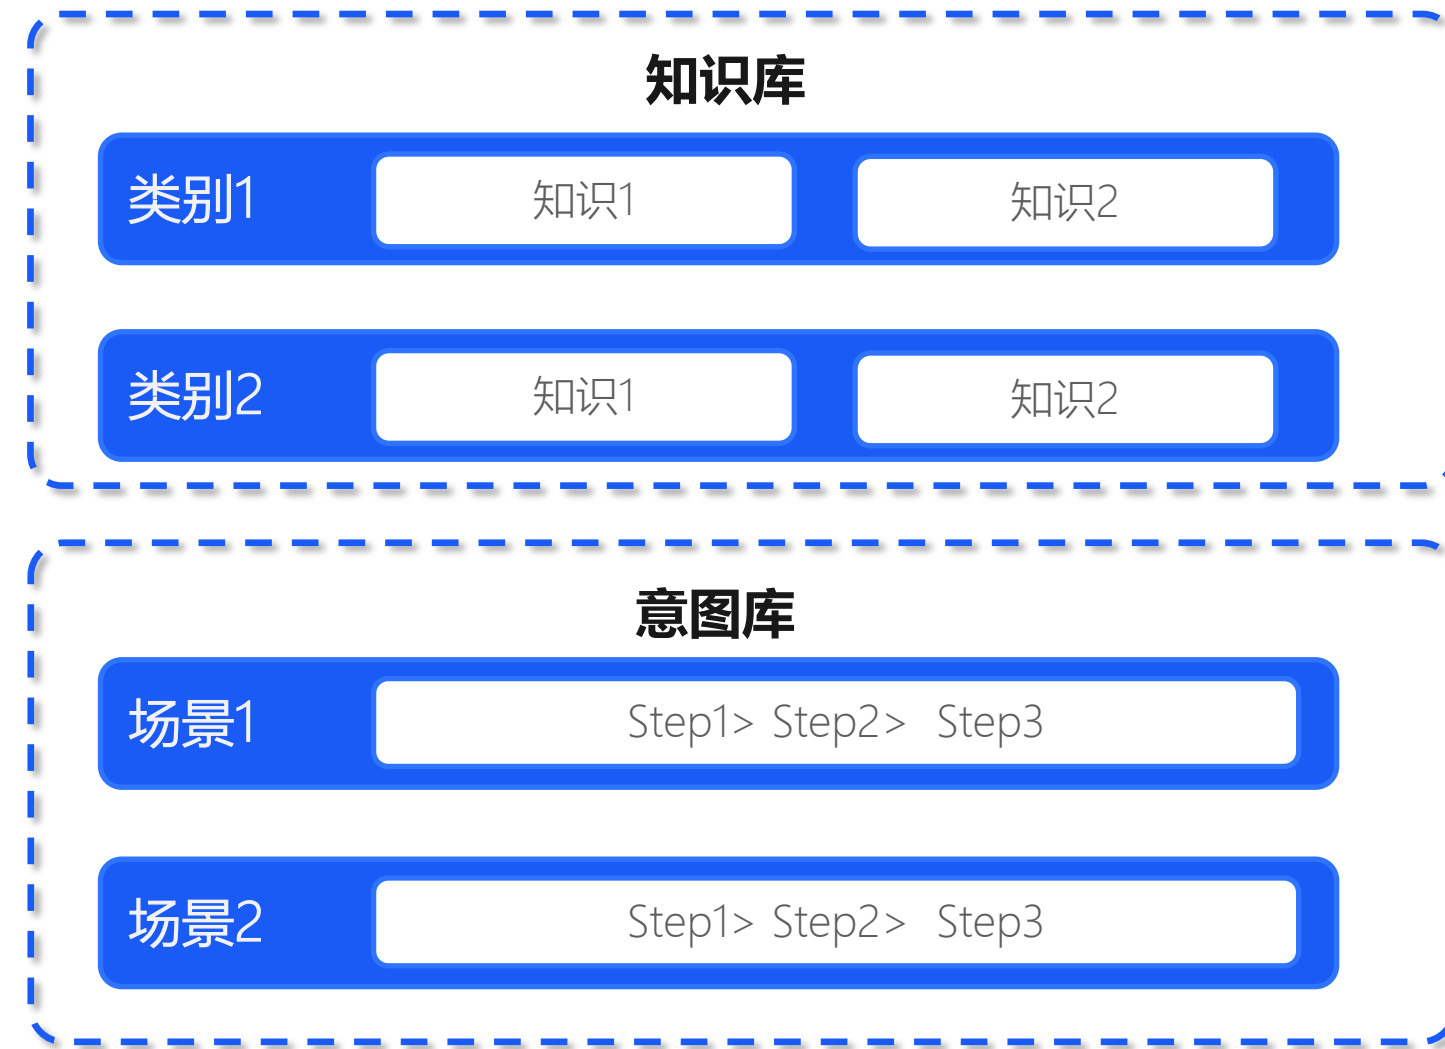 知识库
类别1 知识1 知识2
类别2 知识1 知识2
意图库
场景1 Step1> Step2> Step3
场景2 Step1> Step2> Step3